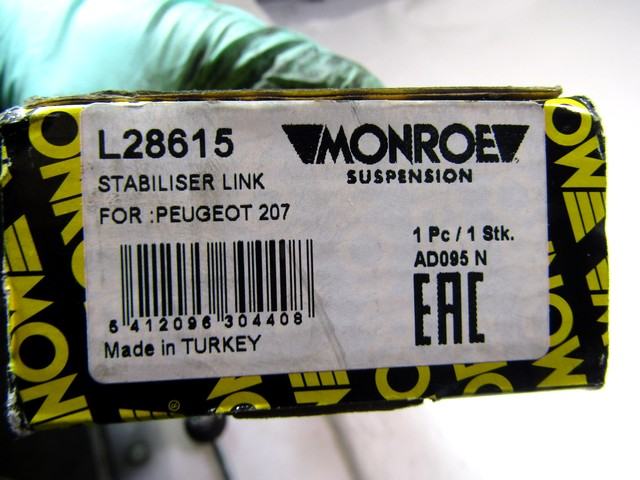 L28615
MONROE
SUSPENSION
STABILISER LINK
FOR :PEUGEOT 207
1 Pc / 1 Stk.
AD095 N
EAC
5 412096 304408
Made in TURKEY